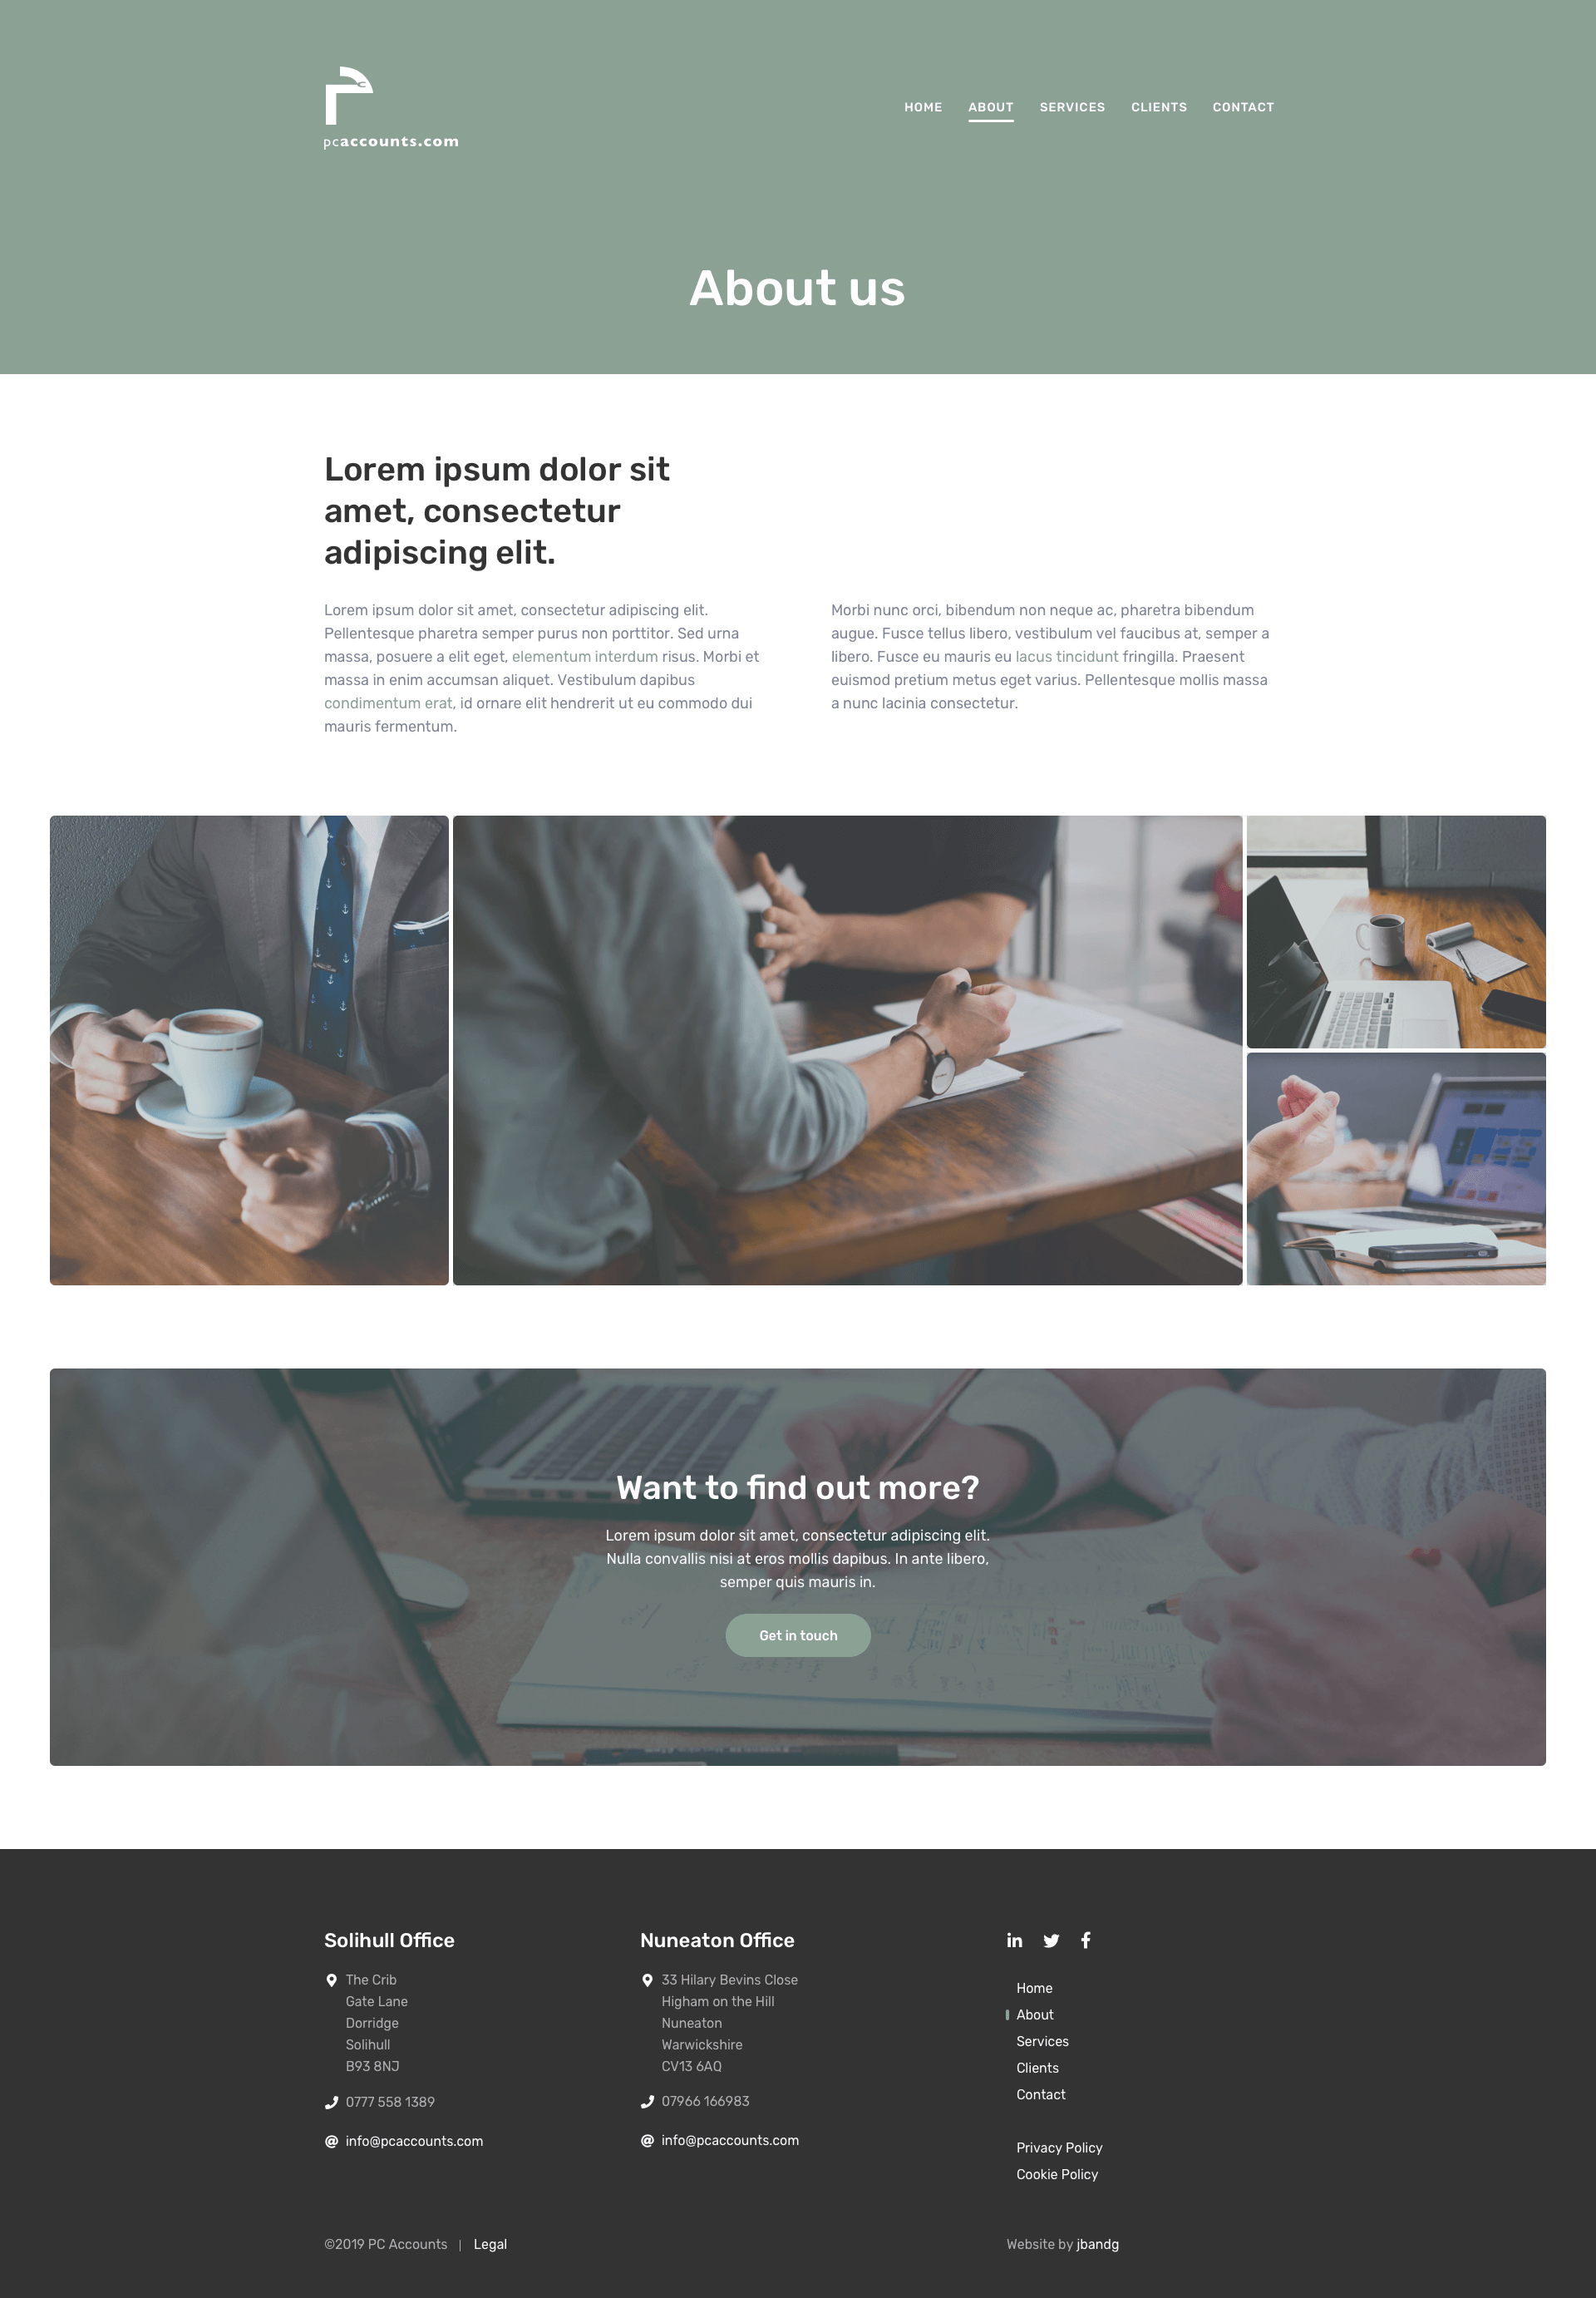 pcaccounts.com
HOME ABOUT SERVICES CLIENTS CONTACT
About us
Lorem ipsum dolor sit
amet, consectetur
adipiscing elit.
Lorem ipsum dolor sit amet, consectetur adipiscing elit.
Pellentesque pharetra semper purus non porttitor. Sed urna
massa, posuere a elit eget, elementum interdum risus. Morbi et
massa in enim accumsan aliquet. Vestibulum dapibus
condimentum erat, id ornare elit hendrerit ut eu commodo dui
mauris fermentum.
Morbi nunc orci, bibendum non neque ac, pharetra bibendum
augue. Fusce tellus libero, vestibulum vel faucibus at, semper a
libero. Fusce eu mauris eu lacus tincidunt fringilla. Praesent
euismod pretium metus eget varius. Pellentesque mollis massa
a nunc lacinia consectetur.
Want to find out more?
Lorem ipsum dolor sit amet, consectetur adipiscing elit.
Nulla convallis nisi at eros mollis dapibus. In ante libero,
semper quis mauris in.
Get in touch
Solihull Office
The Crib
Gate Lane
Dorridge
Solihull
B93 8NJ
0777 558 1389
info@pcaccounts.com
Nuneaton Office
33 Hilary Bevins Close
Higham on the Hill
Nuneaton
Warwickshire
CV13 6AQ
07966 166983
info@pcaccounts.com
Home
About
Services
Clients
Contact
Privacy Policy
Cookie Policy
©2019 PC Accounts | Legal
Website by jbandg